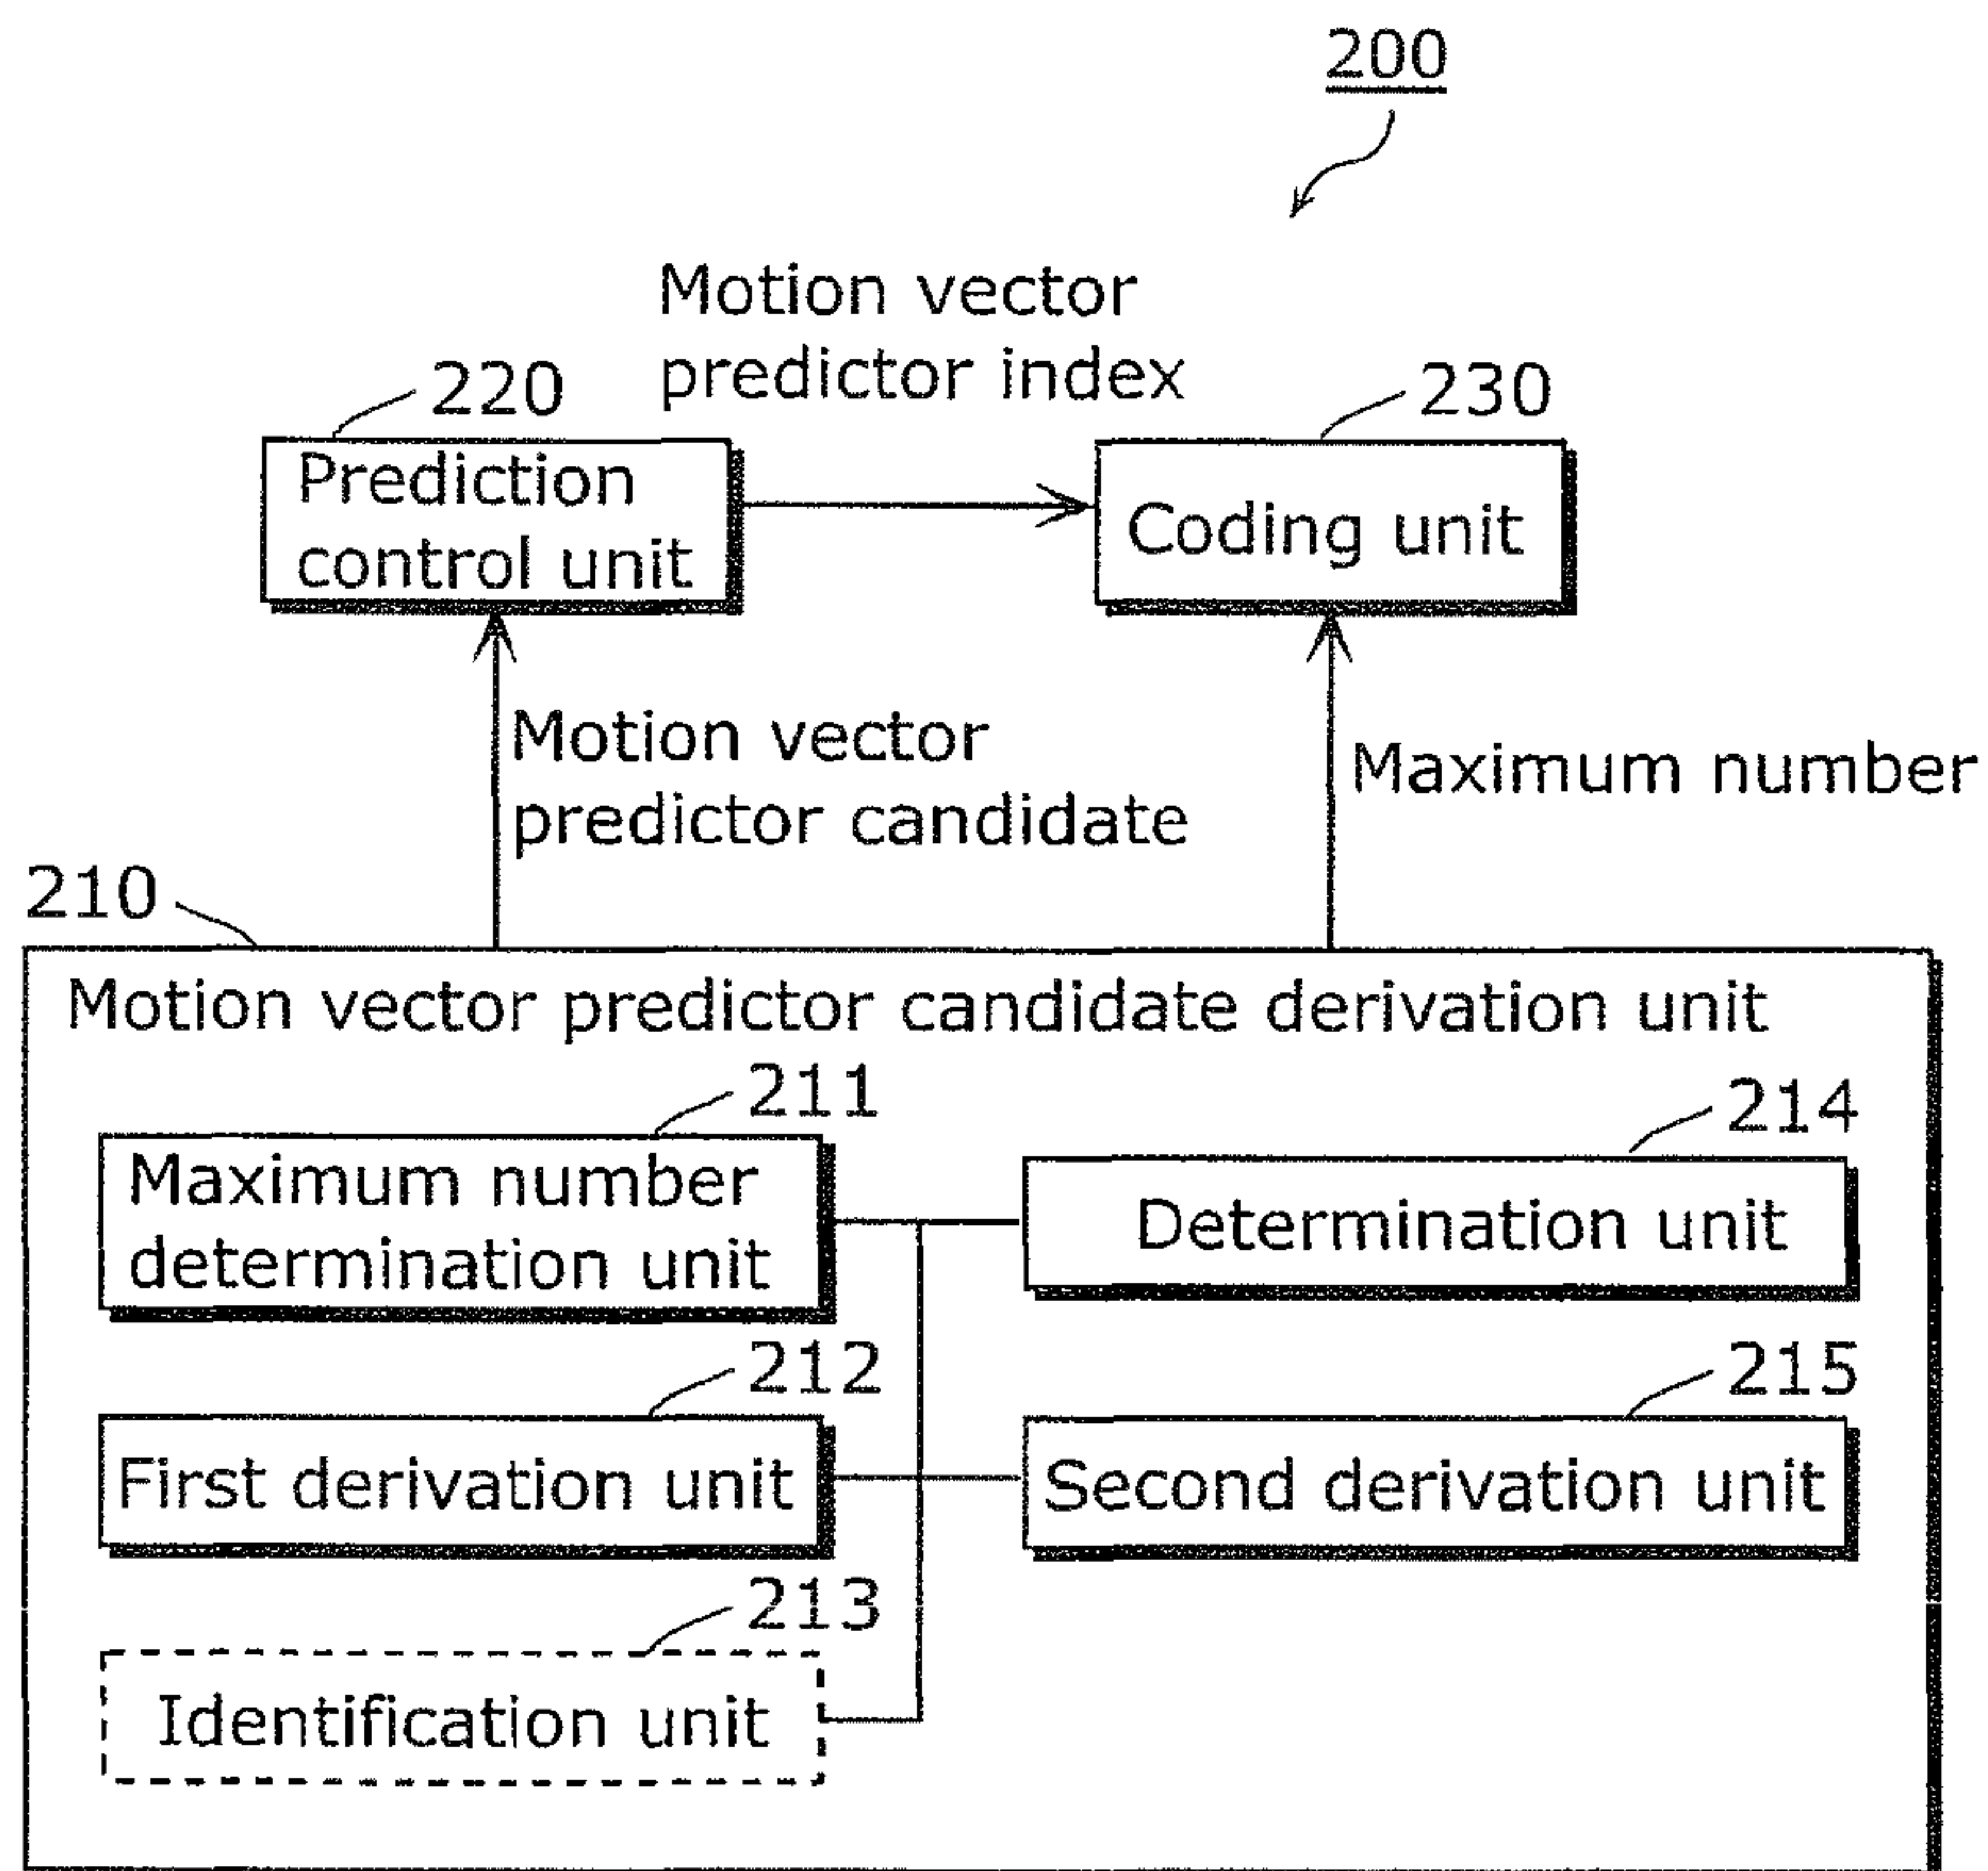 200
Motion vector
predictor index
220
230
Prediction
control unit
Coding unit
Motion vector
predictor candidate
Maximum number
210
Motion vector predictor candidate derivation unit
211
214
Maximum number
determination unit
Determination unit
212
215
First derivation unit
Second derivation unit
213
Identification unit